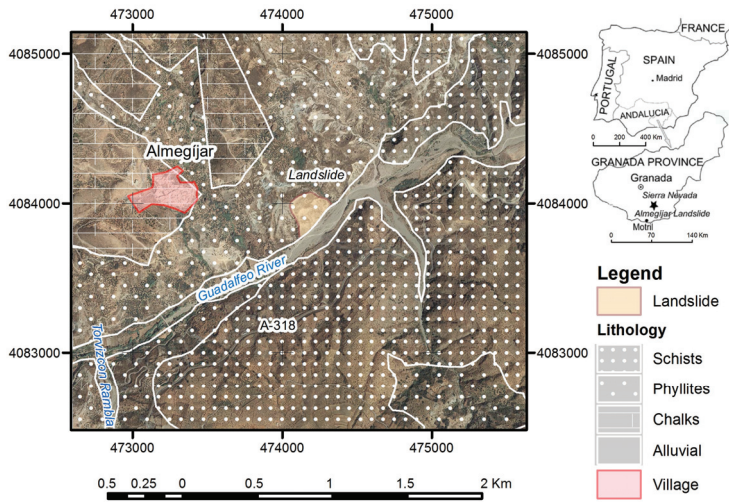 473000 474000 475000
4085000
4085000
Almegíjar
Landslide
4084000
4084000
Guadalfeo River
A-318
4083000
4083000
Torvizcón Rambla
473000 474000 475000
0.5 0.25 0 0.5 1 1.5 2 Km
FRANCE
SPAIN
PORTUGAL
Madrid
ANDALUCIA
0 200 400 Km
GRANADA PROVINCE
Granada
Sierra Nevada
Almegíjar Landslide
Motril
0 70 140 Km
Legend
Landslide
Lithology
Schists
Phyllites
Chalks
Alluvial
Village